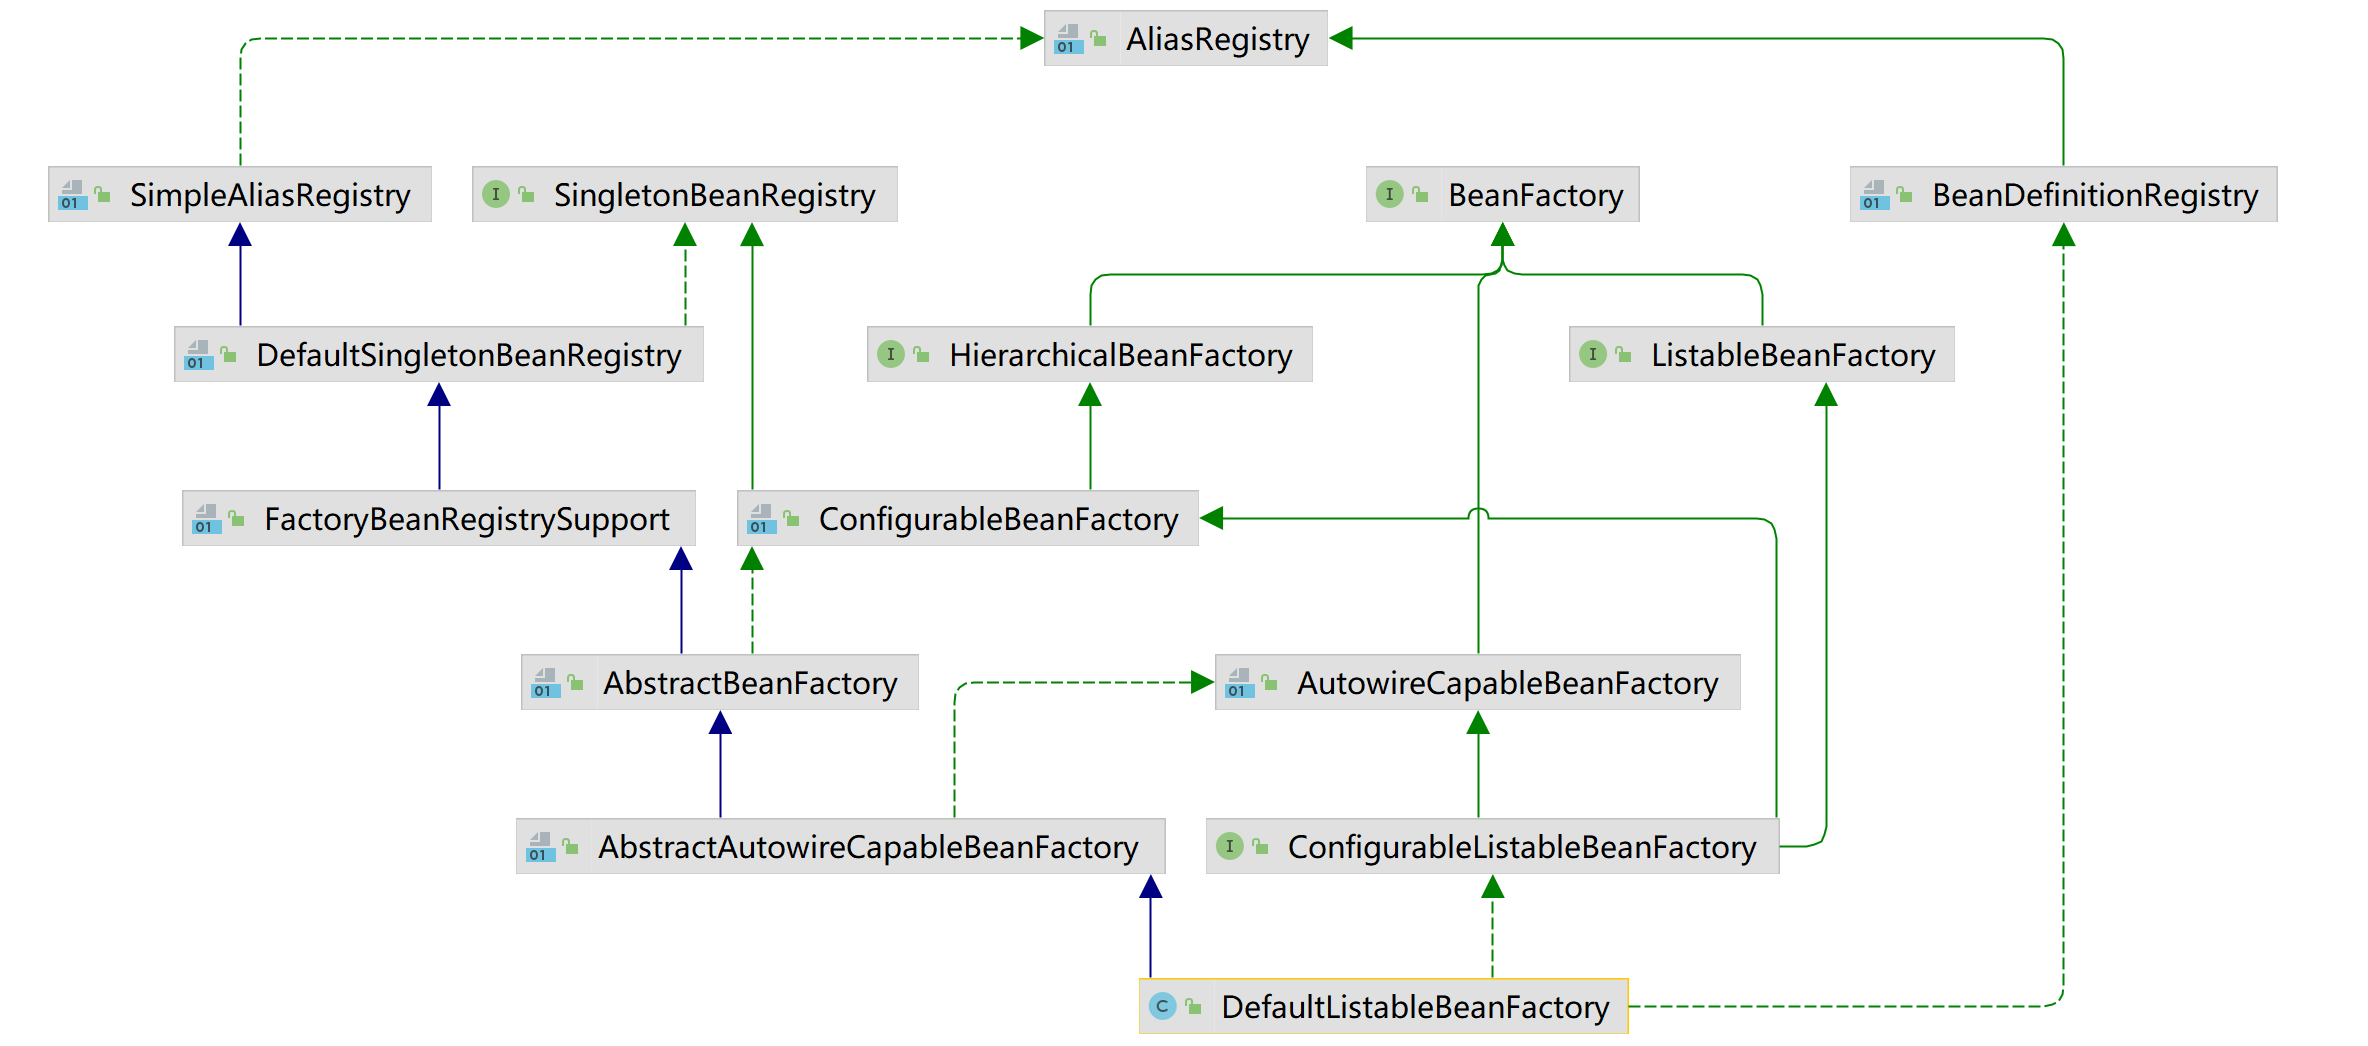 AliasRegistry
SimpleAliasRegistry
SingletonBeanRegistry
BeanFactory
BeanDefinitionRegistry
DefaultSingletonBeanRegistry
HierarchicalBeanFactory
ListableBeanFactory
FactoryBeanRegistrySupport
ConfigurableBeanFactory
AbstractBeanFactory
AutowireCapableBeanFactory
AbstractAutowireCapableBeanFactory
ConfigurableListableBeanFactory
DefaultListableBeanFactory